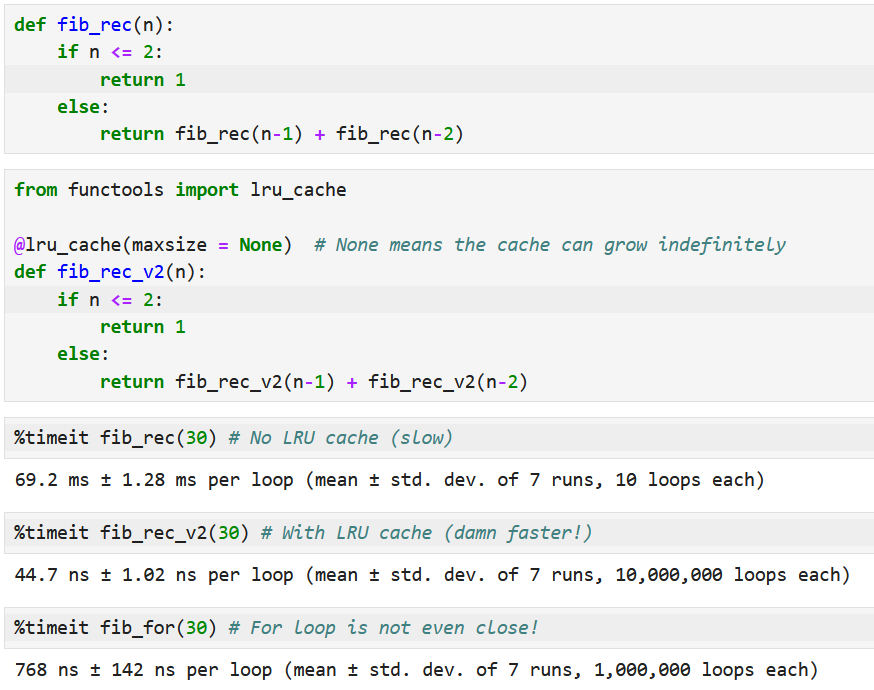 def fib_rec(n):
    if n <= 2:
        return 1
    else:
        return fib_rec(n-1) + fib_rec(n-2)
from functools import lru_cache
@lru_cache(maxsize = None)  # None means the cache can grow indefinitely
def fib_rec_v2(n):
    if n <= 2:
        return 1
    else:
        return fib_rec_v2(n-1) + fib_rec_v2(n-2)
%timeit fib_rec(30) # No LRU cache (slow)
69.2 ms ± 1.28 ms per loop (mean ± std. dev. of 7 runs, 10 loops each)
%timeit fib_rec_v2(30) # With LRU cache (damn faster!)
44.7 ns ± 1.02 ns per loop (mean ± std. dev. of 7 runs, 10,000,000 loops each)
%timeit fib_for(30) # For loop is not even close!
768 ns ± 142 ns per loop (mean ± std. dev. of 7 runs, 1,000,000 loops each)